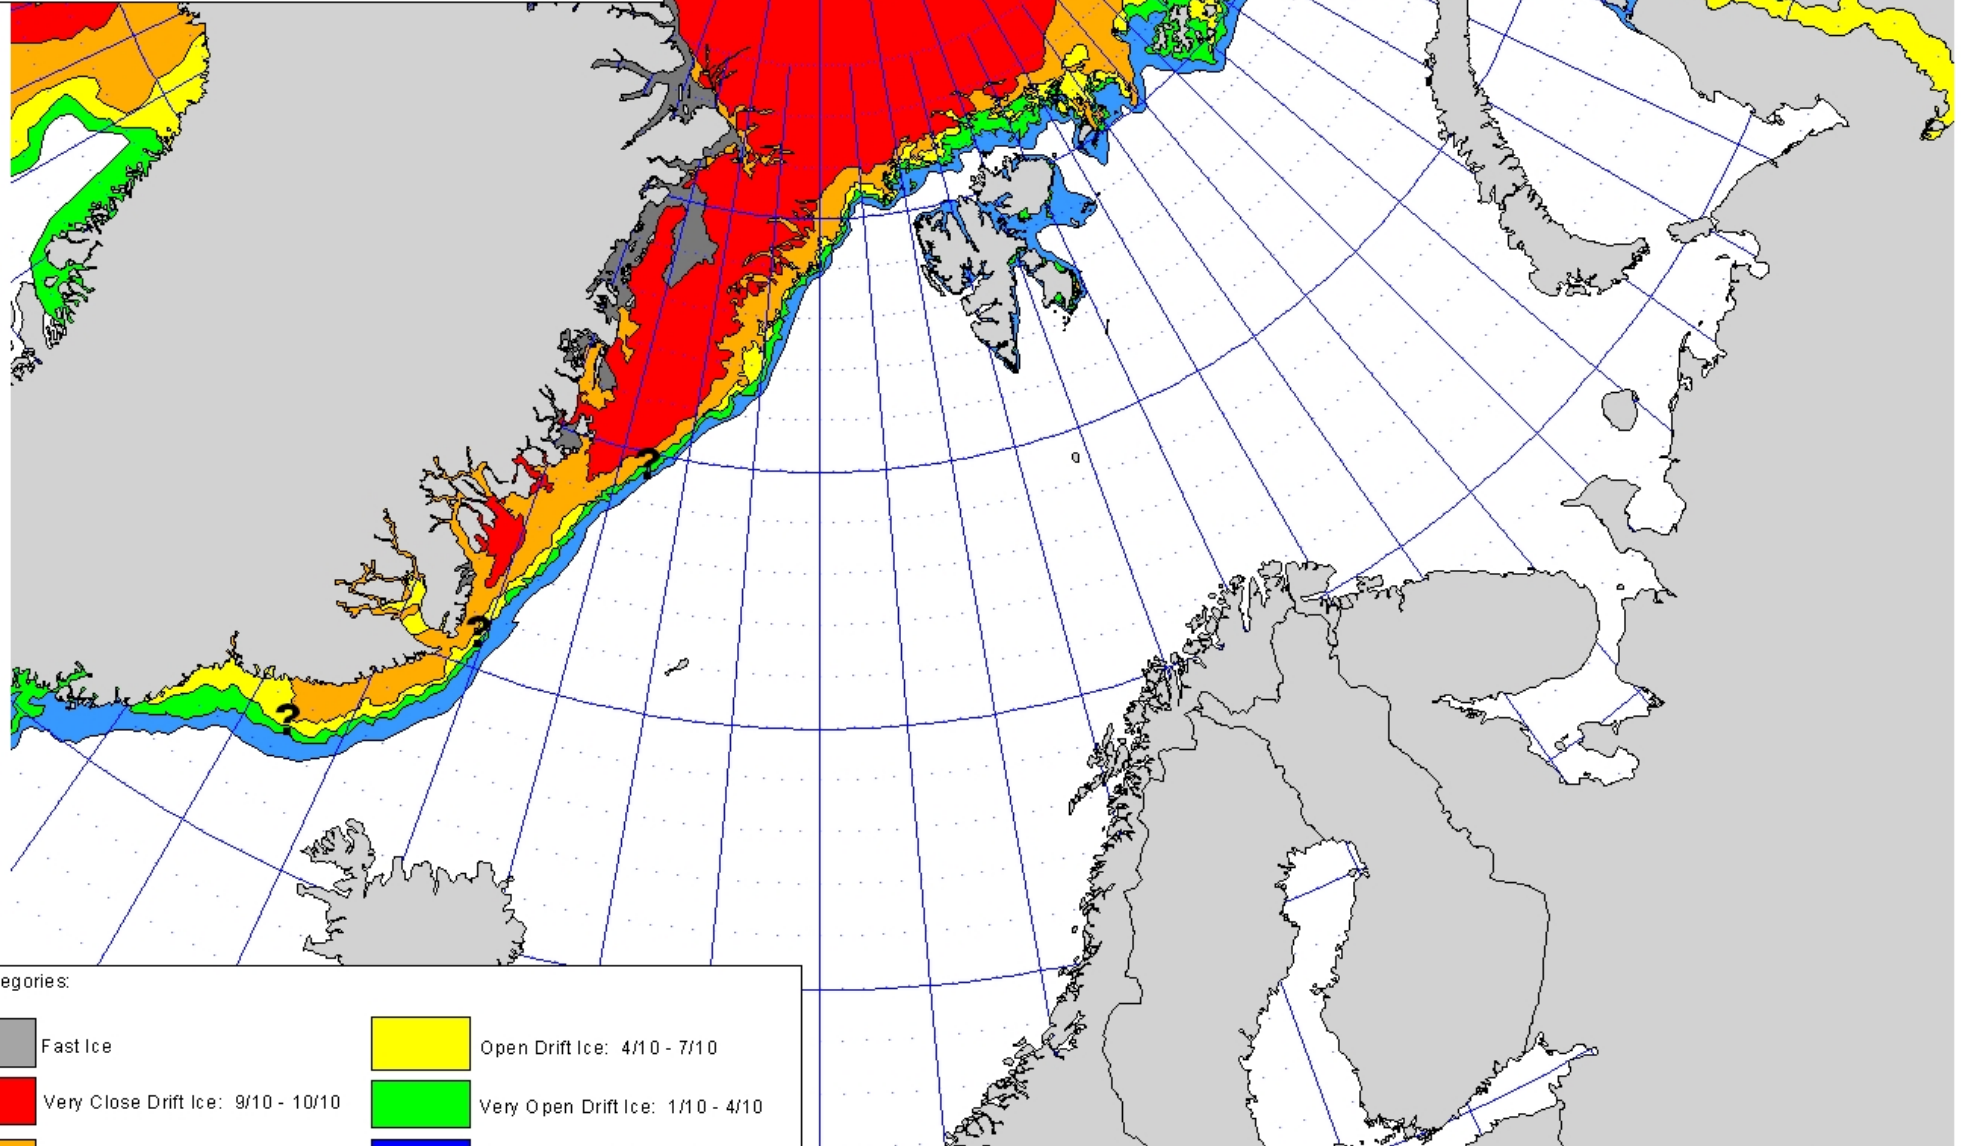 ?
?
?
egories:
Fast Ice
Open Drift Ice: 4/10 - 7/10
Very Close Drift Ice: 9/10 - 10/10
Very Open Drift Ice: 1/10 - 4/10